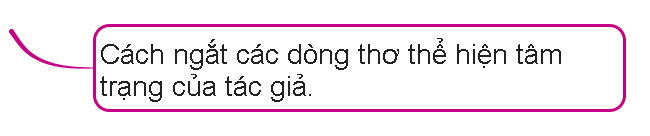 Cách ngắt các dòng thơ thể hiện tâm
trạng của tác giả.